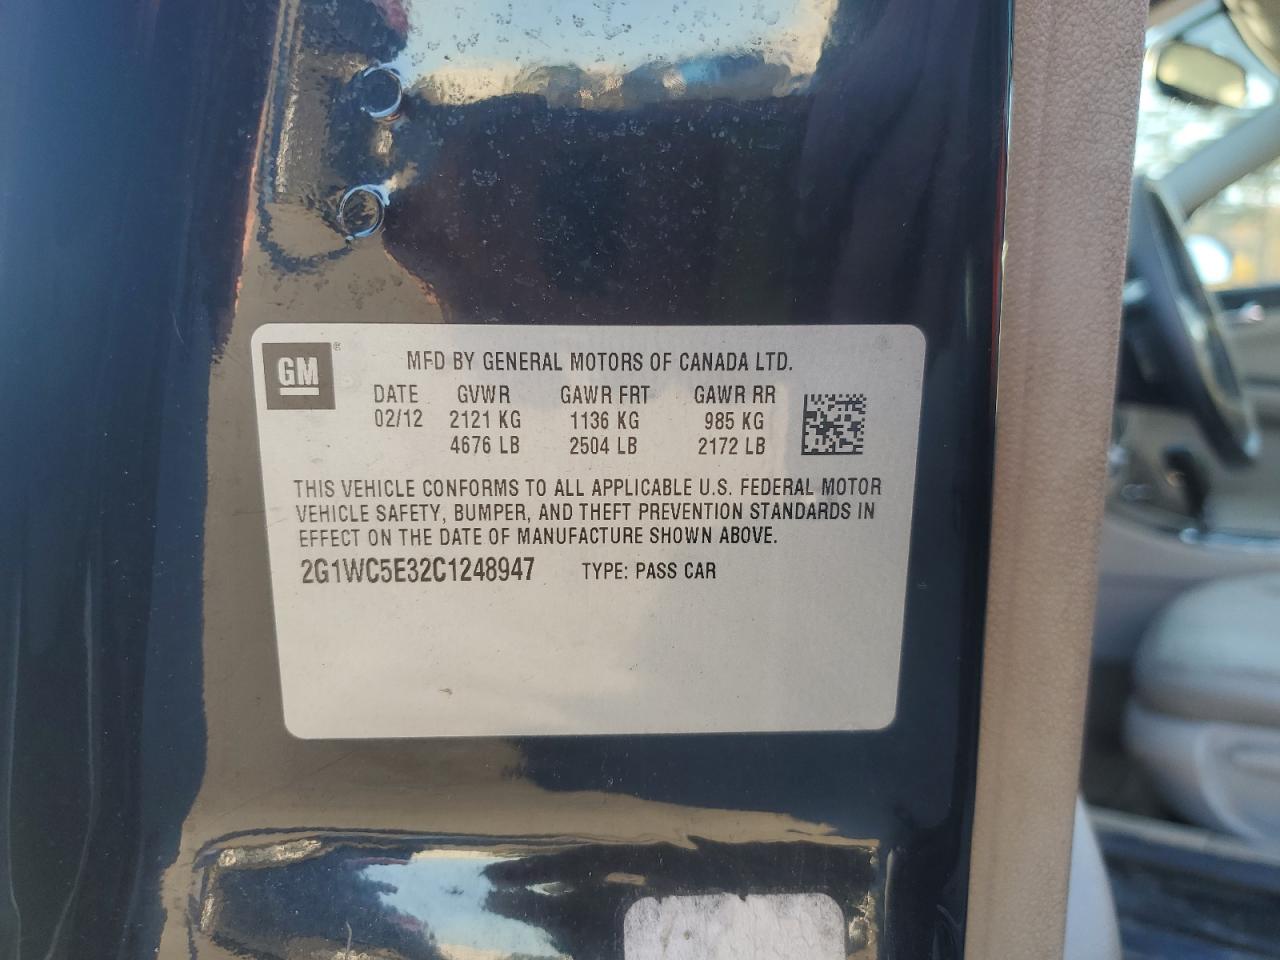 GM ®
MFD BY GENERAL MOTORS OF CANADA LTD.
DATE GVWR GAWR FRT GAWR RR
02/12 2121 KG 1136 KG 985 KG
4676 LB 2504 LB 2172 LB
THIS VEHICLE CONFORMS TO ALL APPLICABLE U.S. FEDERAL MOTOR
VEHICLE SAFETY, BUMPER, AND THEFT PREVENTION STANDARDS IN
EFFECT ON THE DATE OF MANUFACTURE SHOWN ABOVE.
2G1WC5E32C1248947 TYPE: PASS CAR